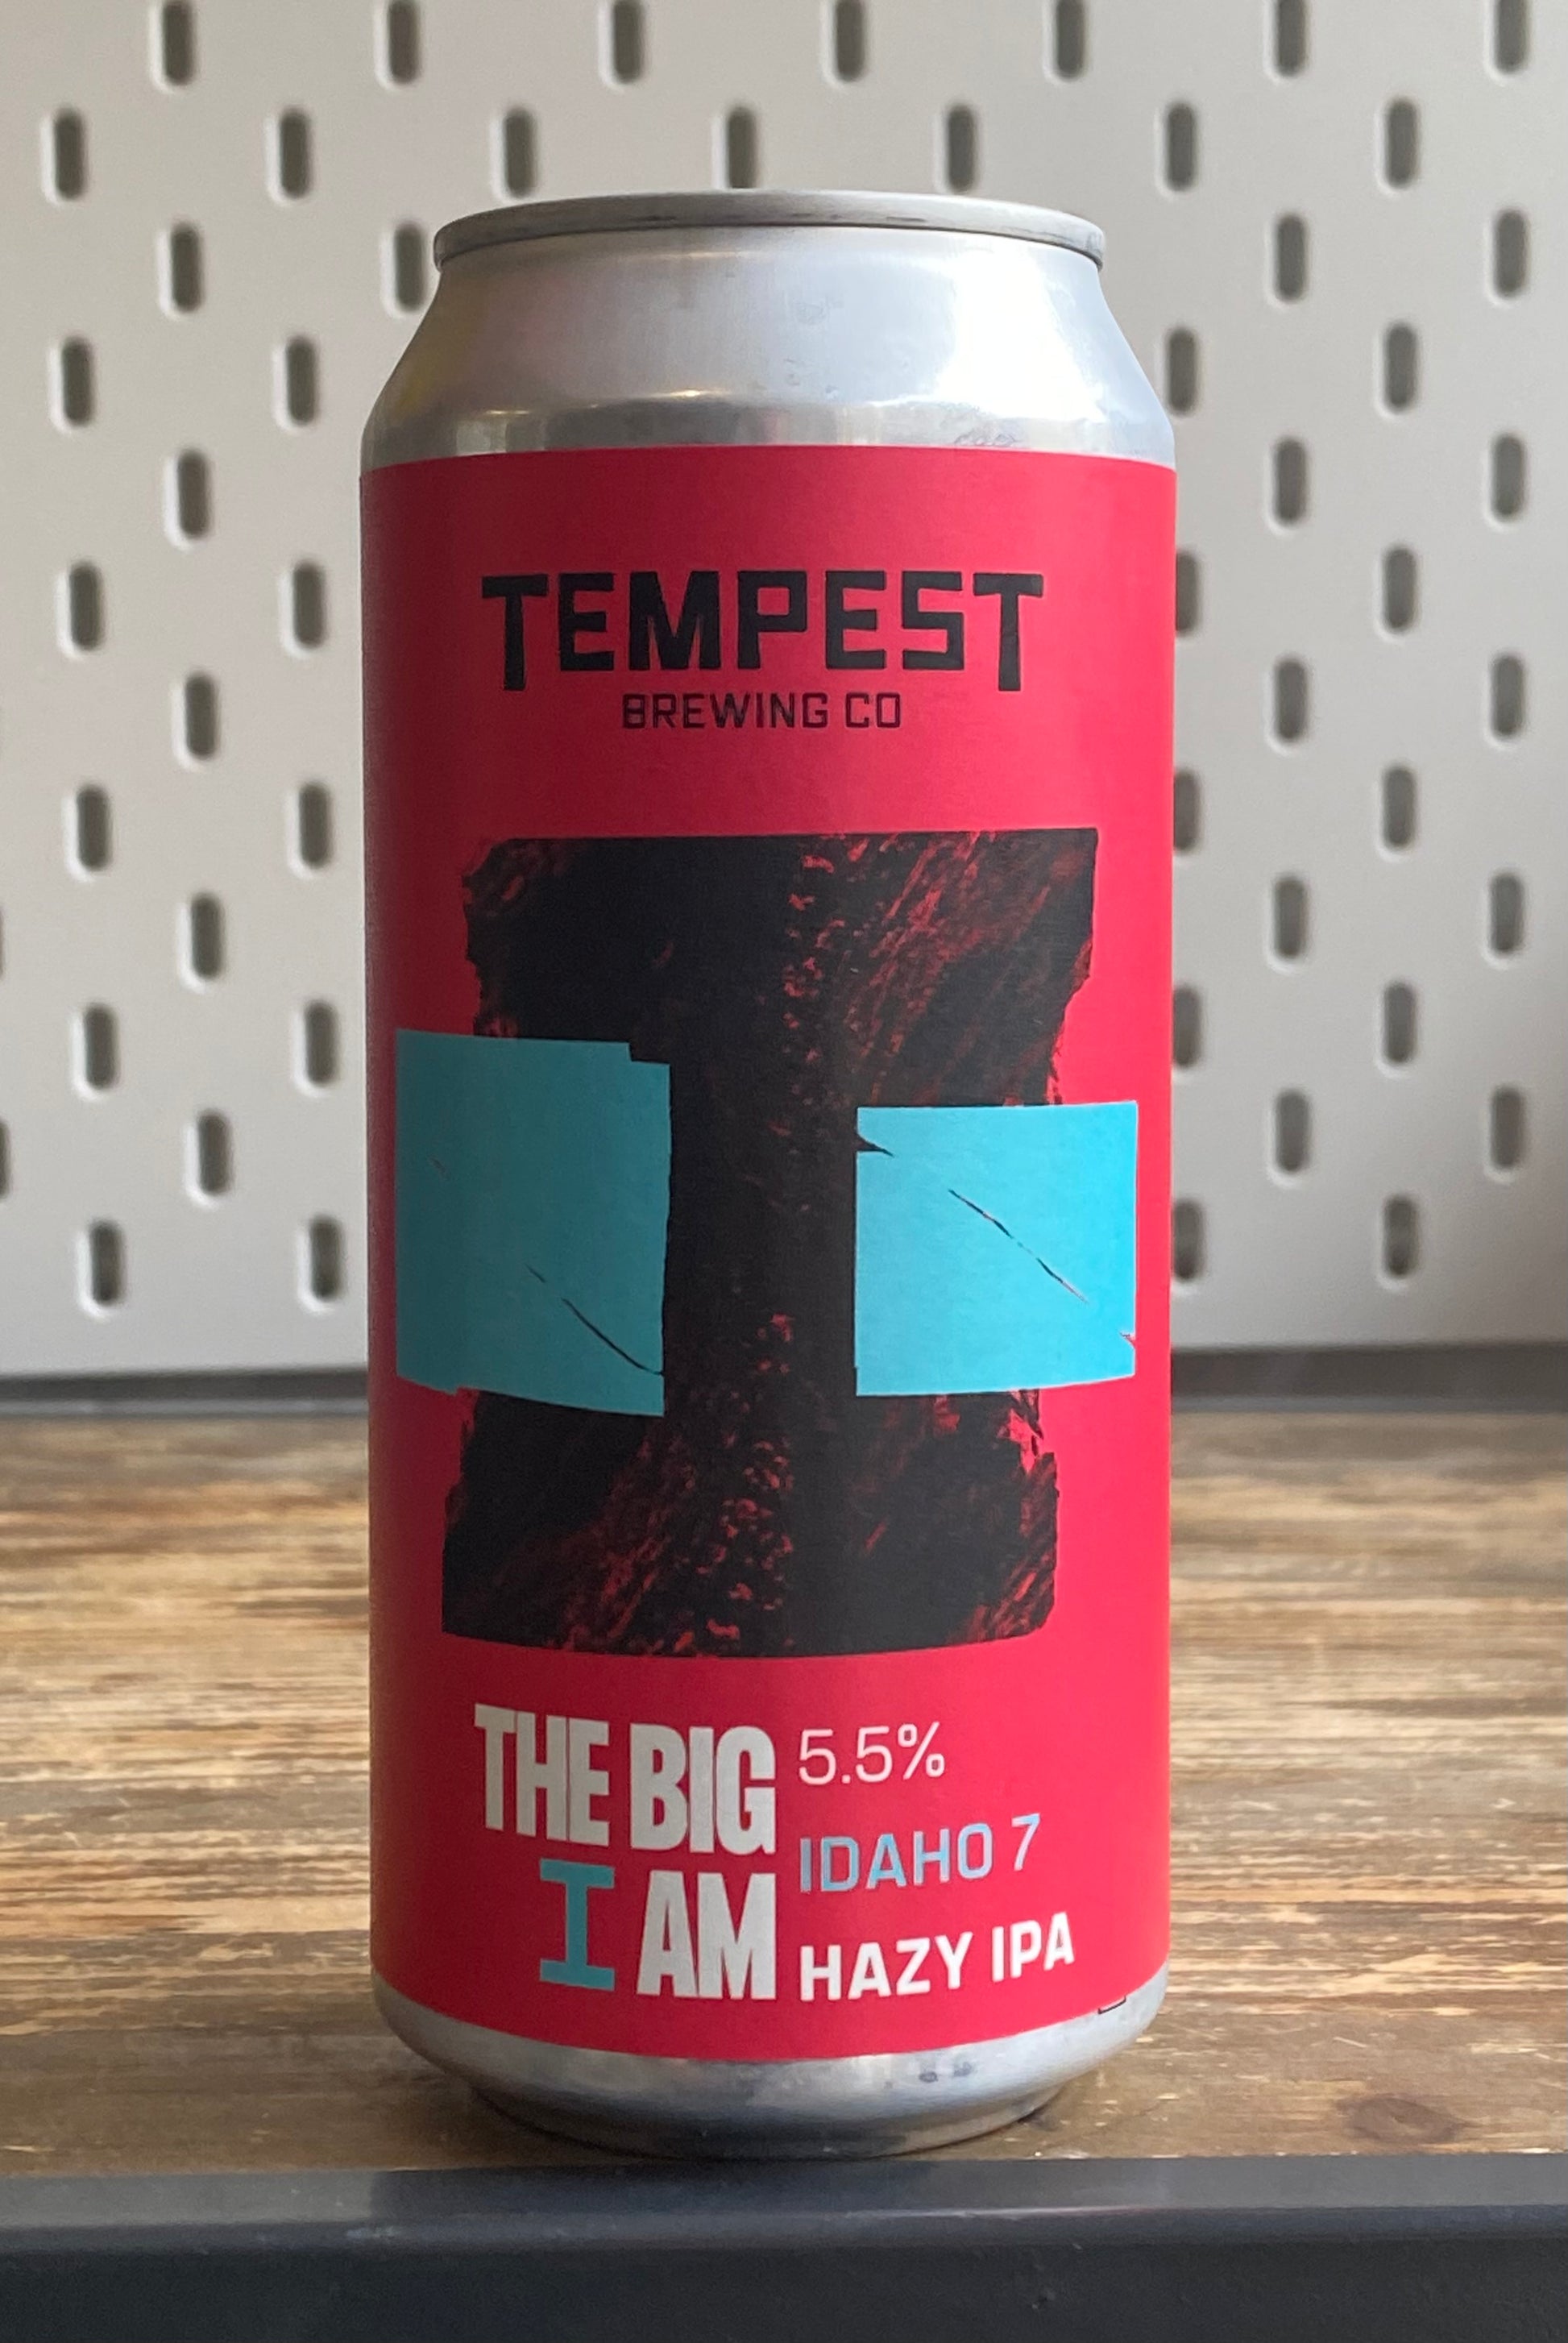 TEMPEST
BREWING CO
THE BIG
I AM
5.5%
IDAHO 7
HAZY IPA